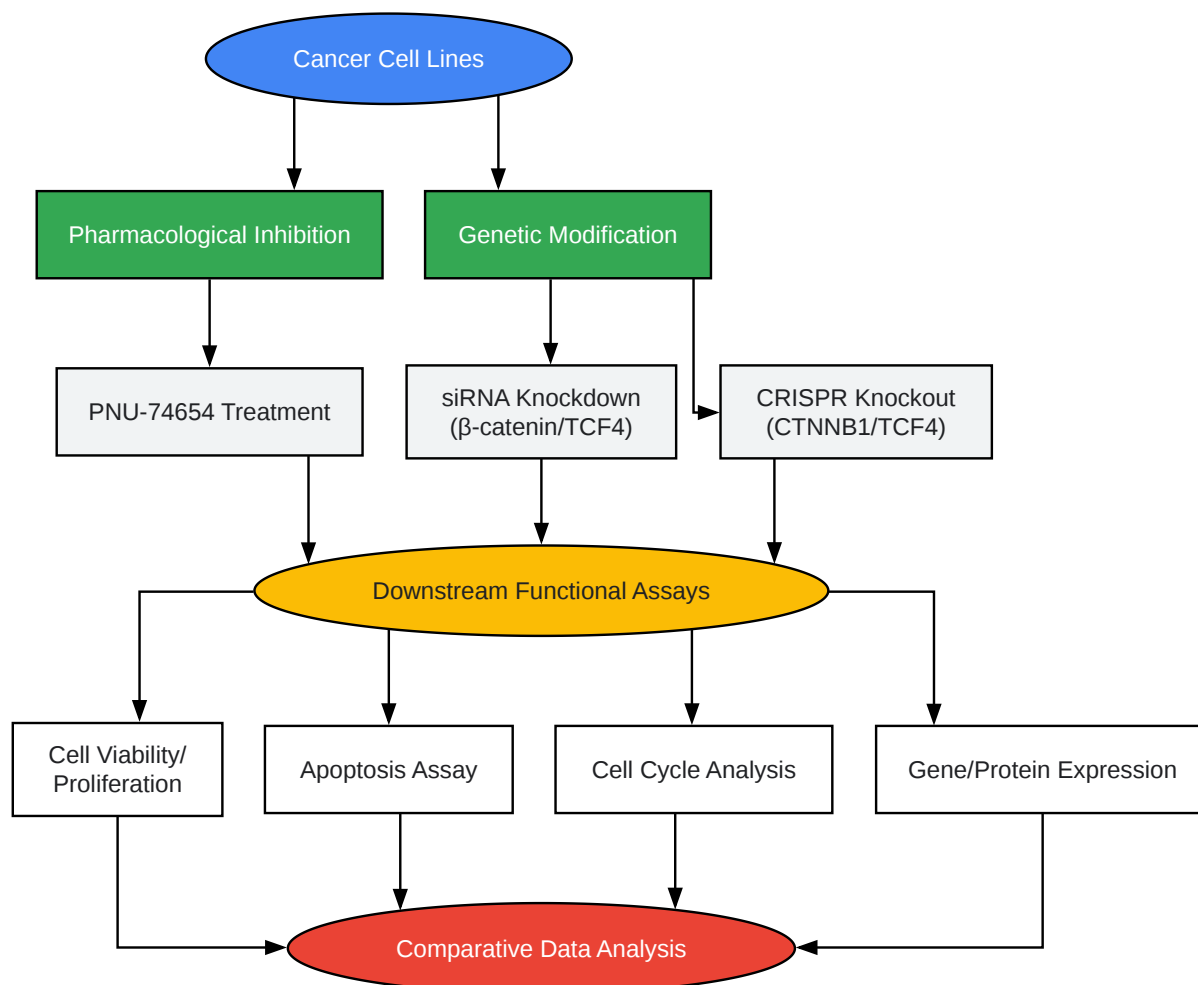 Cancer Cell Lines
Pharmacological Inhibition
Genetic Modification
PNU-74654 Treatment
siRNA Knockdown
(β-catenin/TCF4)
CRISPR Knockout
(CTNNB1/TCF4)
Downstream Functional Assays
Cell Viability/
Proliferation
Apoptosis Assay
Cell Cycle Analysis
Gene/Protein Expression
Comparative Data Analysis